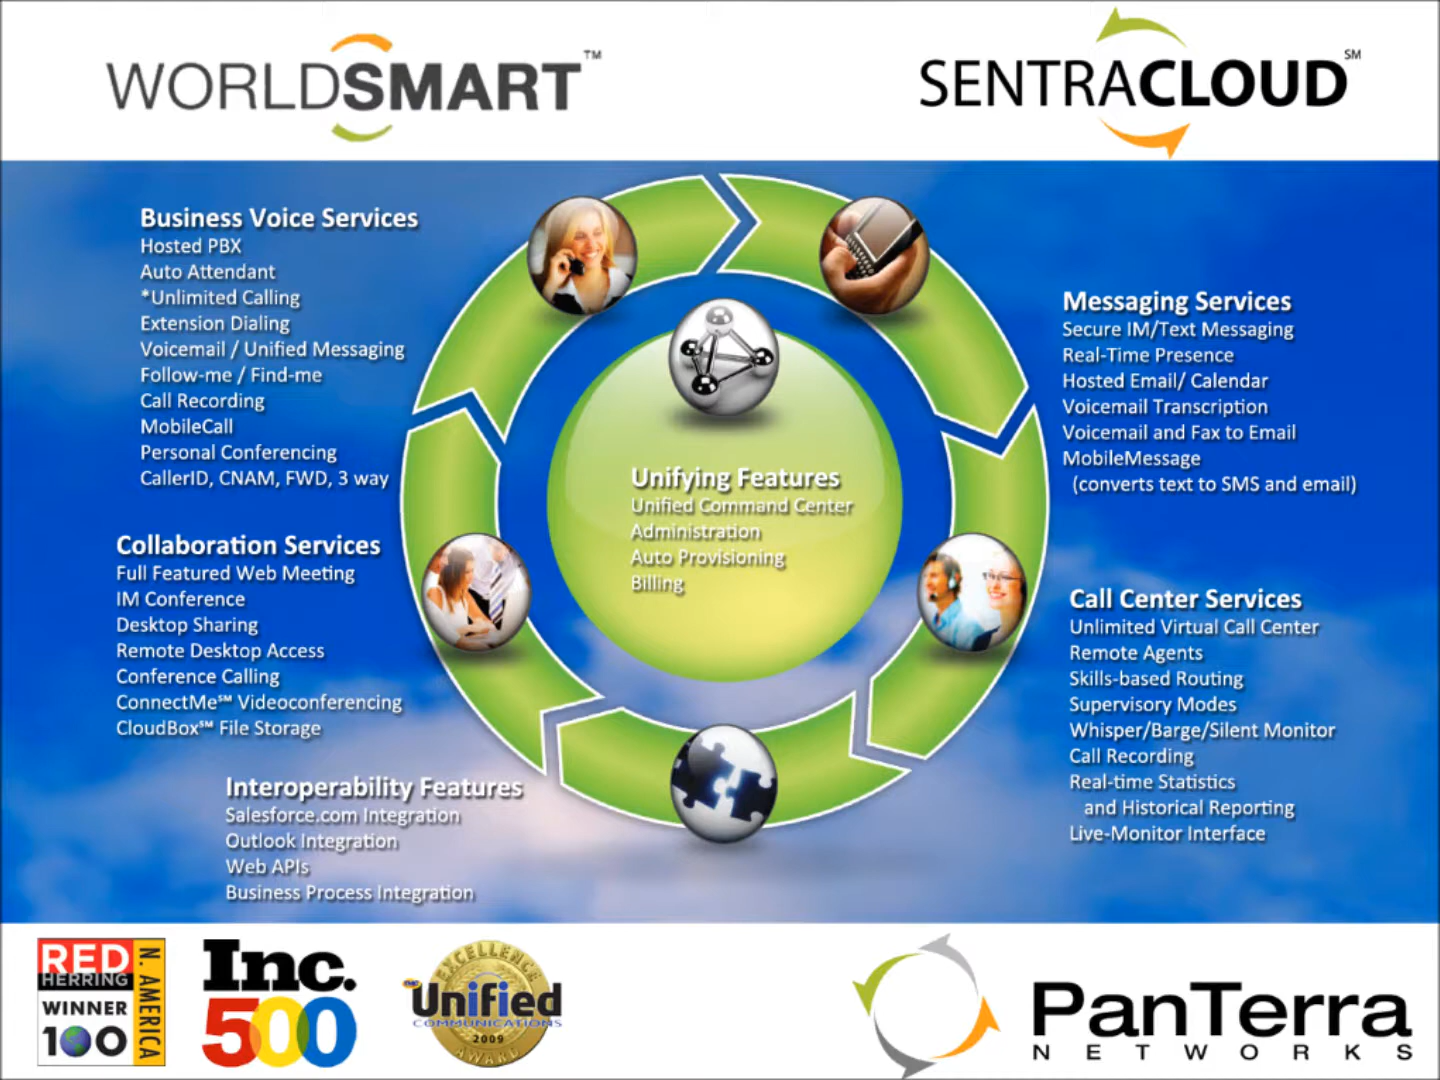 WORLDSMART™
SENTRACLOUD℠
Business Voice Services
Hosted PBX
Auto Attendant
*Unlimited Calling
Extension Dialing
Voicemail / Unified Messaging
Follow-me / Find-me
Call Recording
MobileCall
Personal Conferencing
CallerID, CNAM, FWD, 3 way
Messaging Services
Secure IM/Text Messaging
Real-Time Presence
Hosted Email/ Calendar
Voicemail Transcription
Voicemail and Fax to Email
MobileMessage
(converts text to SMS and email)
Unifying Features
Unified Command Center
Administration
Auto Provisioning
Billing
Collaboration Services
Full Featured Web Meeting
IM Conference
Desktop Sharing
Remote Desktop Access
Conference Calling
ConnectMe℠ Videoconferencing
CloudBox℠ File Storage
Call Center Services
Unlimited Virtual Call Center
Remote Agents
Skills-based Routing
Supervisory Modes
Whisper/Barge/Silent Monitor
Call Recording
Real-time Statistics
and Historical Reporting
Live-Monitor Interface
Interoperability Features
Salesforce.com Integration
Outlook Integration
Web APIs
Business Process Integration
RED
HERRING
WINNER
100
N. AMERICA
Inc.
500
EXCELLENCE
Unified
COMMUNICATIONS
2009
AWARD
PanTerra
NETWORKS